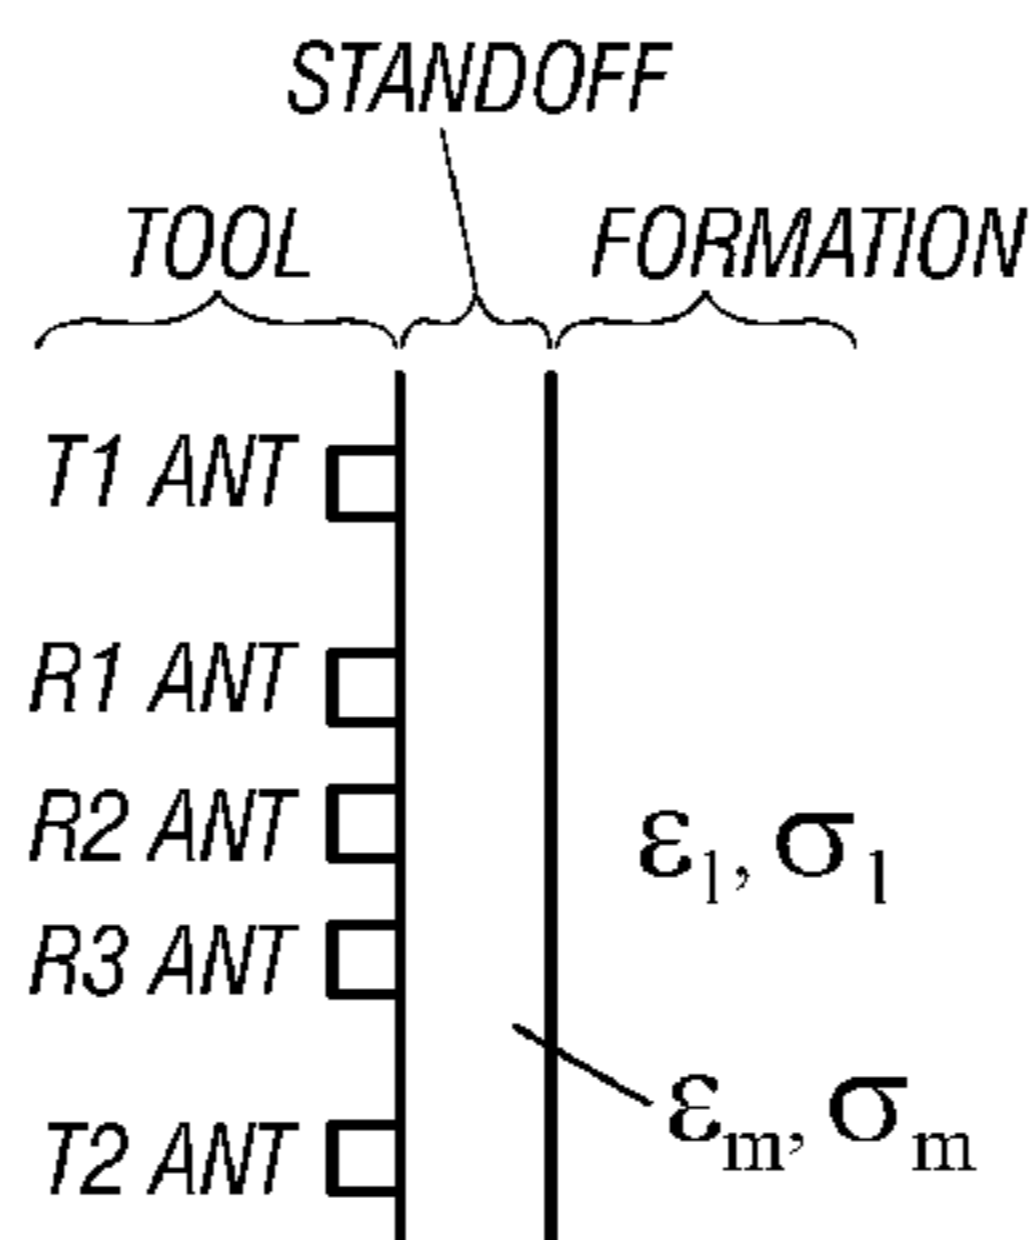 STANDOFF
TOOL FORMATION
T1 ANT
R1 ANT
R2 ANT
ε₁, σ₁
R3 ANT
εₘ, σₘ
T2 ANT